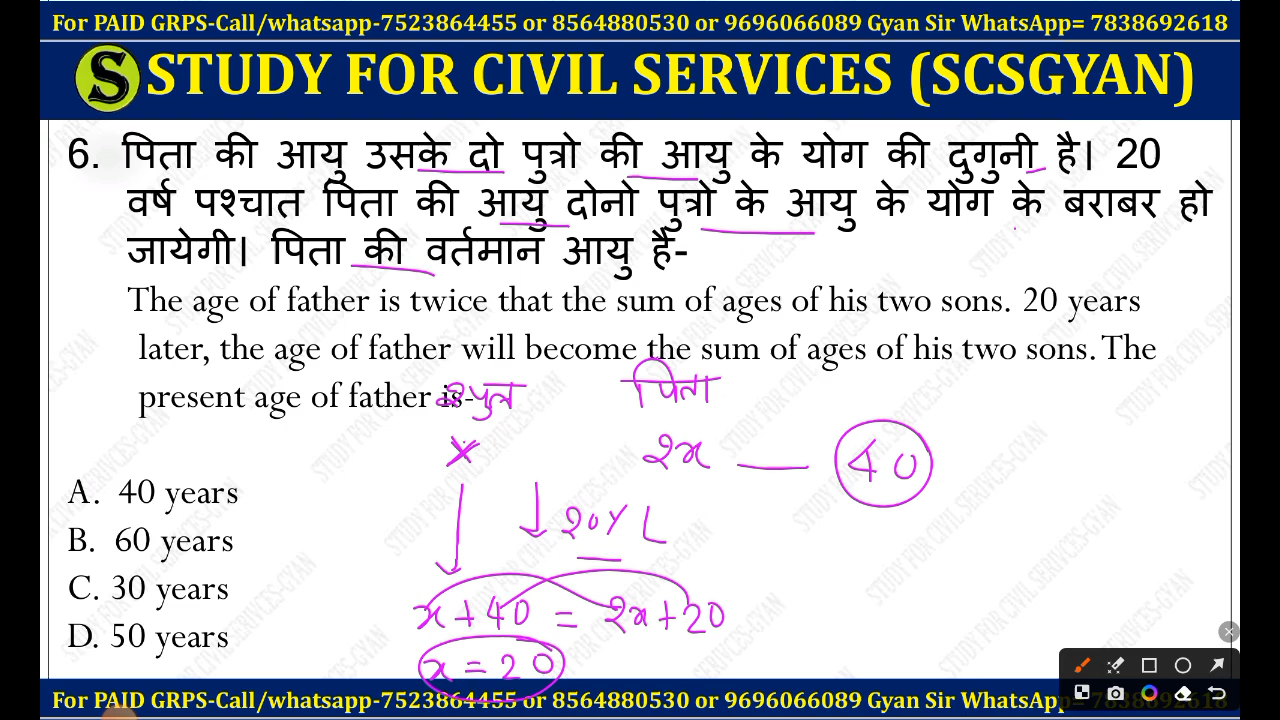 For PAID GRPS-Call/whatsapp-7523864455 or 8564880530 or 9696066089 Gyan Sir WhatsApp= 7838692618
S STUDY FOR CIVIL SERVICES (SCSGYAN)
6. पिता की आयु उसके दो पुत्रो की आयु के योग की दुगुनी है। 20
वर्ष पश्चात पिता की आयु दोनो पुत्रो के आयु के योग के बराबर हो
जायेगी। पिता की वर्तमान आयु है-
The age of father is twice that the sum of ages of his two sons. 20 years
later, the age of father will become the sum of ages of his two sons. The
present age of father is-
2पुत्र पिता
x 2x — 40
20YL
A. 40 years
B. 60 years
C. 30 years
D. 50 years
x+40 = 2x+20
x = 20
For PAID GRPS-Call/whatsapp-7523864455 or 8564880530 or 9696066089 Gyan Sir WhatsApp= 7838692618